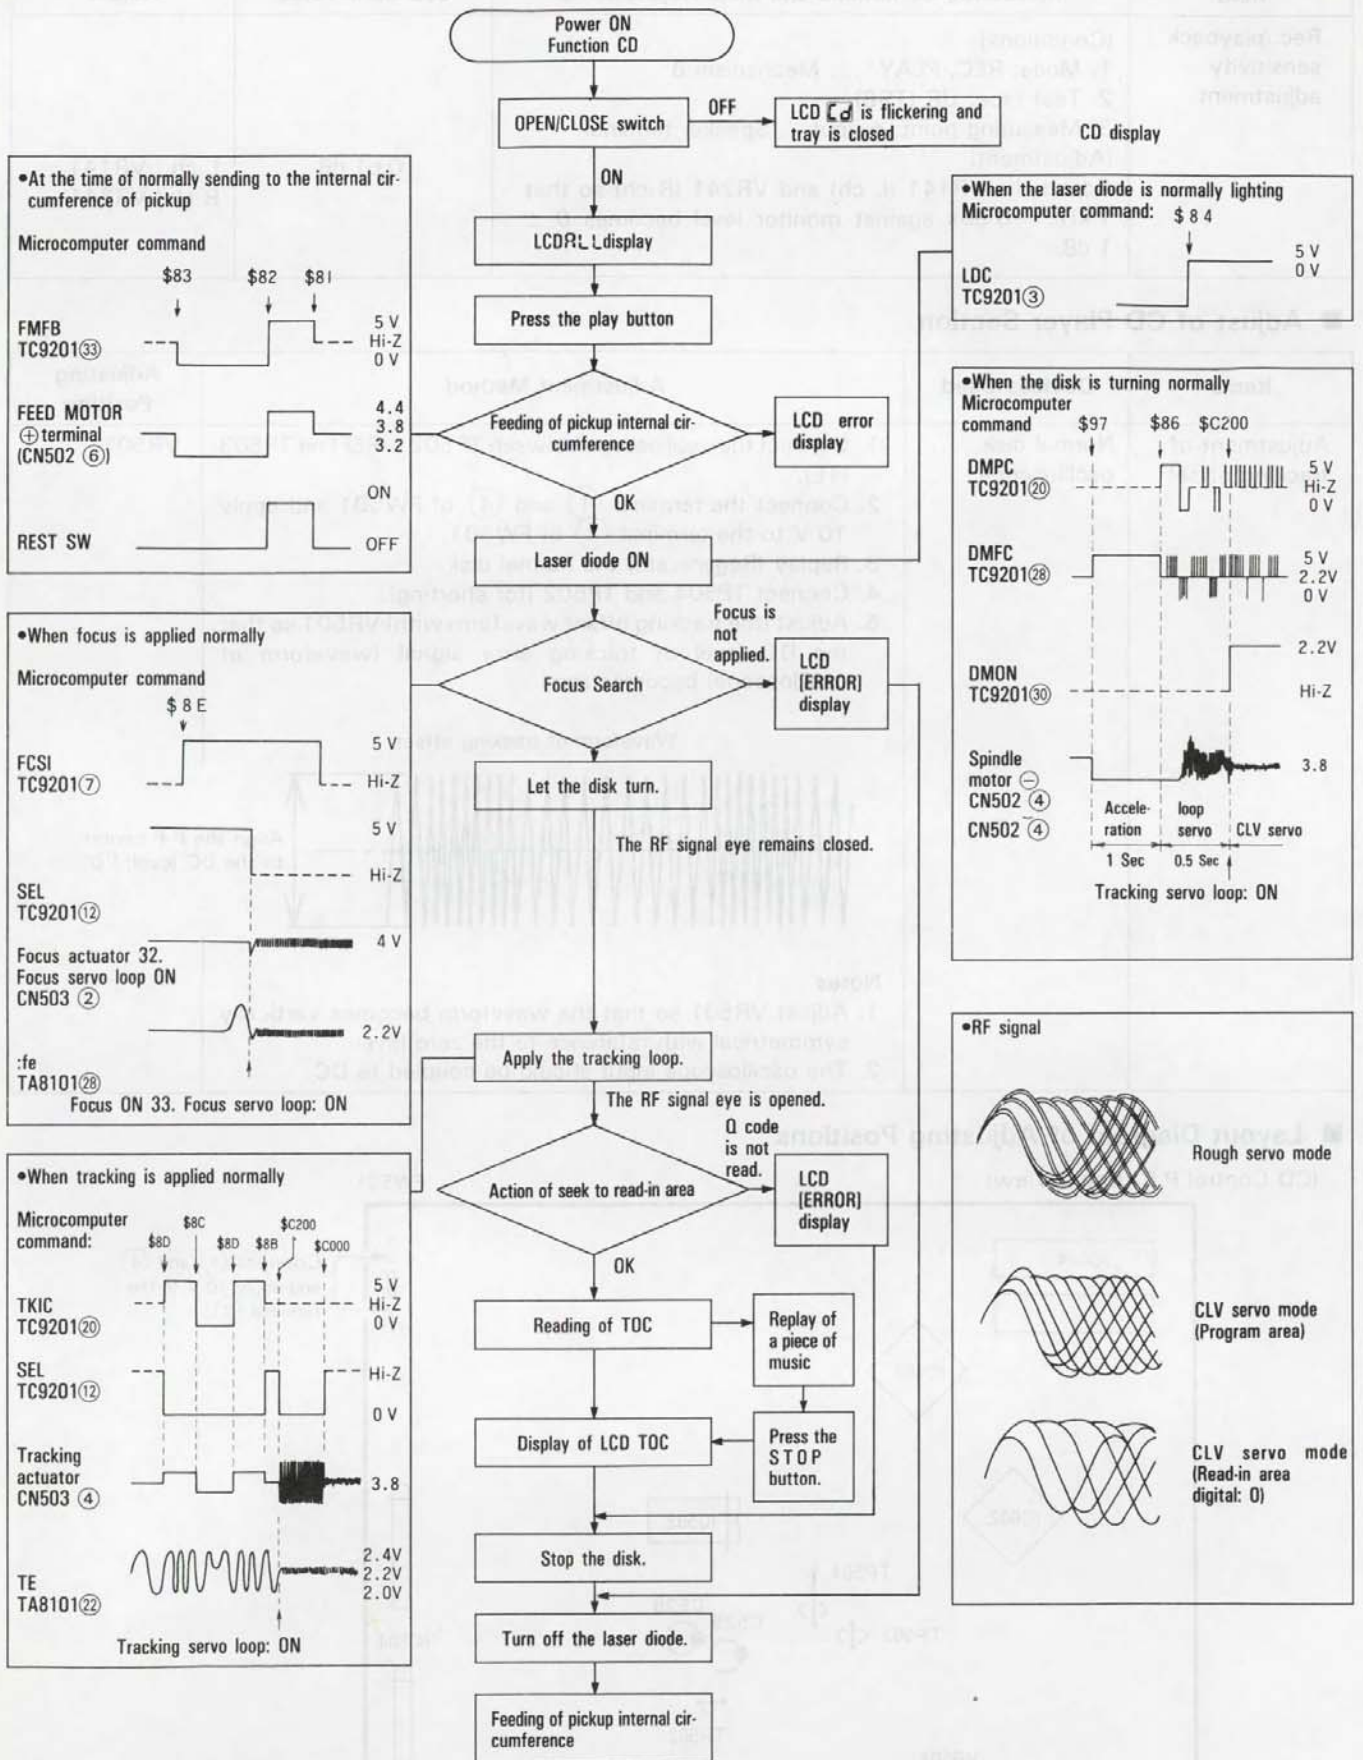 Power ON
Function CD
OPEN/CLOSE switch
OFF
LCD Cd is flickering and
tray is closed
CD display
ON
LCD ALL display
Press the play button
Feeding of pickup internal cir-
cumference
LCD error
display
OK
Laser diode ON
Focus is
not
applied.
Focus Search
LCD
[ERROR]
display
Let the disk turn.
The RF signal eye remains closed.
Apply the tracking loop.
The RF signal eye is opened.
Q code
is not
read.
Action of seek to read-in area
LCD
[ERROR]
display
OK
Reading of TOC
Replay of
a piece of
music
Display of LCD TOC
Press the
STOP
button.
Stop the disk.
Turn off the laser diode.
Feeding of pickup internal cir-
cumference
•At the time of normally sending to the internal cir-
cumference of pickup
Microcomputer command
$83 $82 $81
FMFB
TC9201㉝
5 V
Hi-Z
0 V
FEED MOTOR
⊕ terminal
(CN502 ⑥)
4.4
3.8
3.2
REST SW
ON
OFF
•When focus is applied normally
Microcomputer command
$8E
FCSI
TC9201⑦
5 V
Hi-Z
5 V
Hi-Z
SEL
TC9201⑫
4 V
Focus actuator 32.
Focus servo loop ON
CN503 ②
2.2V
:fe
TA8101㉘
Focus ON 33. Focus servo loop: ON
•When tracking is applied normally
Microcomputer
command:
$8D $8C $8D $8B $C200 $C000
TKIC
TC9201⑳
5 V
Hi-Z
0 V
SEL
TC9201⑫
Hi-Z
0 V
Tracking
actuator
CN503 ④
3.8
TE
TA8101㉒
2.4V
2.2V
2.0V
Tracking servo loop: ON
•When the laser diode is normally lighting
Microcomputer command: $84
LDC
TC9201③
5 V
0 V
•When the disk is turning normally
Microcomputer
command $97 $86 $C200
DMPC
TC9201⑳
5 V
Hi-Z
0 V
DMFC
TC9201㉘
5 V
2.2V
0 V
DMON
TC9201㉚
2.2V
Hi-Z
Spindle
motor ⊖
CN502 ④
CN502 ④
3.8
Accele-
ration
loop
servo
CLV servo
1 Sec 0.5 Sec
Tracking servo loop: ON
•RF signal
Rough servo mode
CLV servo mode
(Program area)
CLV servo mode
(Read-in area
digital: 0)